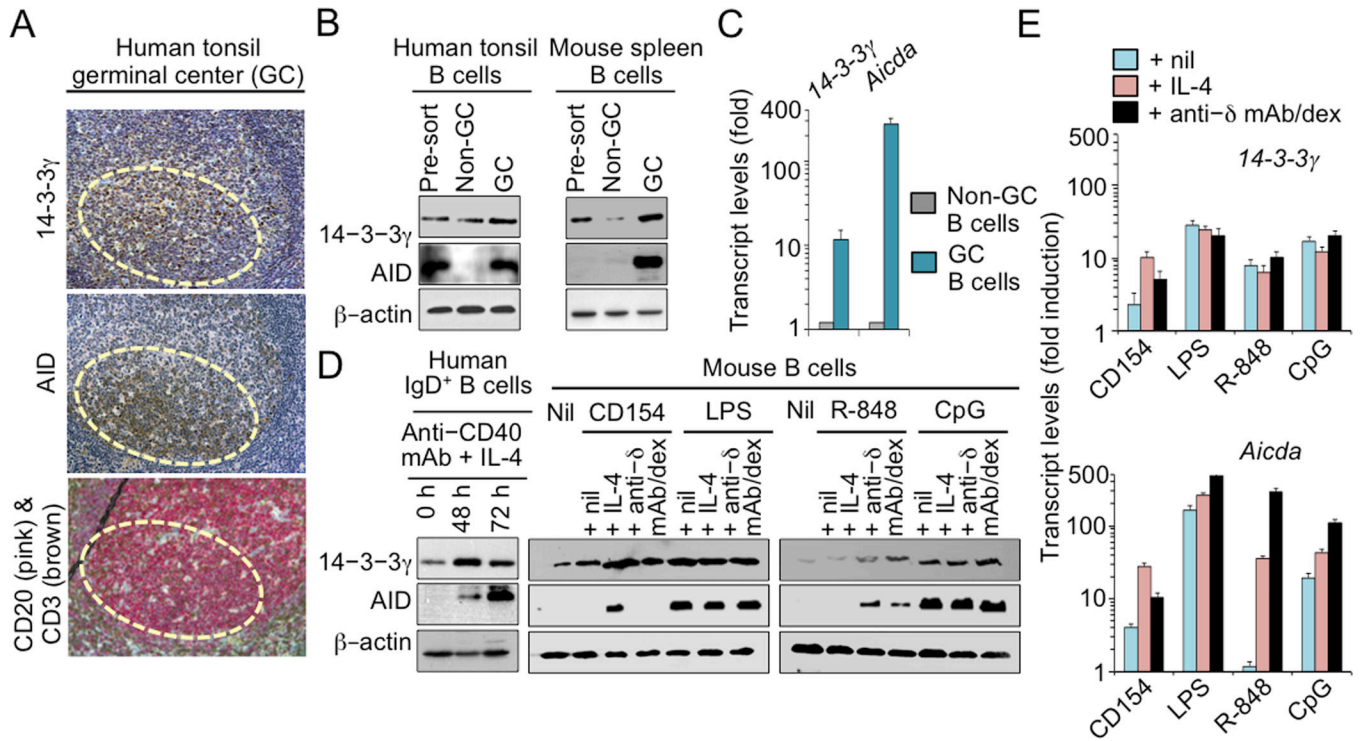 A
Human tonsil
germinal center (GC)
14-3-3γ
AID
CD20 (pink) &
CD3 (brown)
B
Human tonsil
B cells
Mouse spleen
B cells
Pre-sort
Non-GC
GC
Pre-sort
Non-GC
GC
14−3−3γ
AID
β−actin
C
14-3-3γ
Aicda
Transcript levels (fold)
400
100
10
1
Non-GC
B cells
GC
B cells
D
Human
IgD+ B cells
Anti−CD40
mAb + IL-4
0 h
48 h
72 h
Mouse B cells
Nil
CD154
LPS
Nil
R-848
CpG
+ nil
+ IL-4
+ anti−δ
mAb/dex
+ nil
+ IL-4
+ anti−δ
mAb/dex
+ nil
+ IL-4
+ anti−δ
mAb/dex
+ nil
+ IL-4
+ anti−δ
mAb/dex
14−3−3γ
AID
β−actin
E
+ nil
+ IL-4
+ anti−δ mAb/dex
Transcript levels (fold induction)
14-3-3γ
500
100
10
1
CD154
LPS
R-848
CpG
Aicda
500
100
10
1
CD154
LPS
R-848
CpG